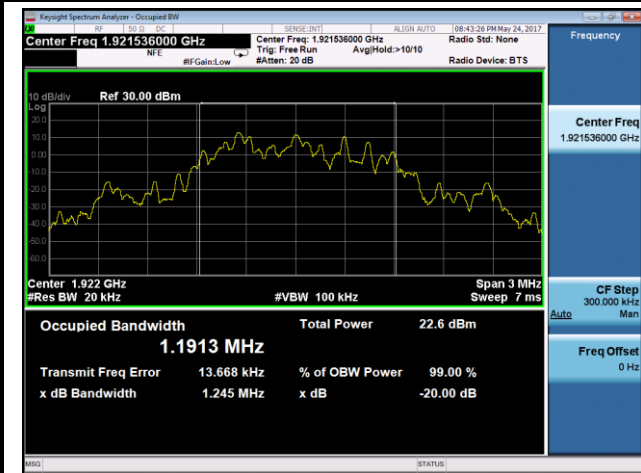 Keysight Spectrum Analyzer - Occupied BW
RF 50 Ω DC SENSE:INT ALIGN AUTO 08:43:26 PM May 24, 2017
Center Freq 1.921536000 GHz Center Freq: 1.921536000 GHz Radio Std: None Frequency
NFE Trig: Free Run Avg|Hold:>10/10
#IFGain:Low #Atten: 20 dB Radio Device: BTS
10 dB/div Ref 30.00 dBm
Log
20.0
10.0
0.00
-10.0
-20.0
-30.0
-40.0
-50.0
-60.0
Center Freq
1.921536000 GHz
Center 1.922 GHz Span 3 MHz
#Res BW 20 kHz #VBW 100 kHz Sweep 7 ms
CF Step
300.000 kHz
Auto Man
Occupied Bandwidth Total Power 22.6 dBm
1.1913 MHz
Freq Offset
0 Hz
Transmit Freq Error 13.668 kHz % of OBW Power 99.00 %
x dB Bandwidth 1.245 MHz x dB -20.00 dB
MSG STATUS